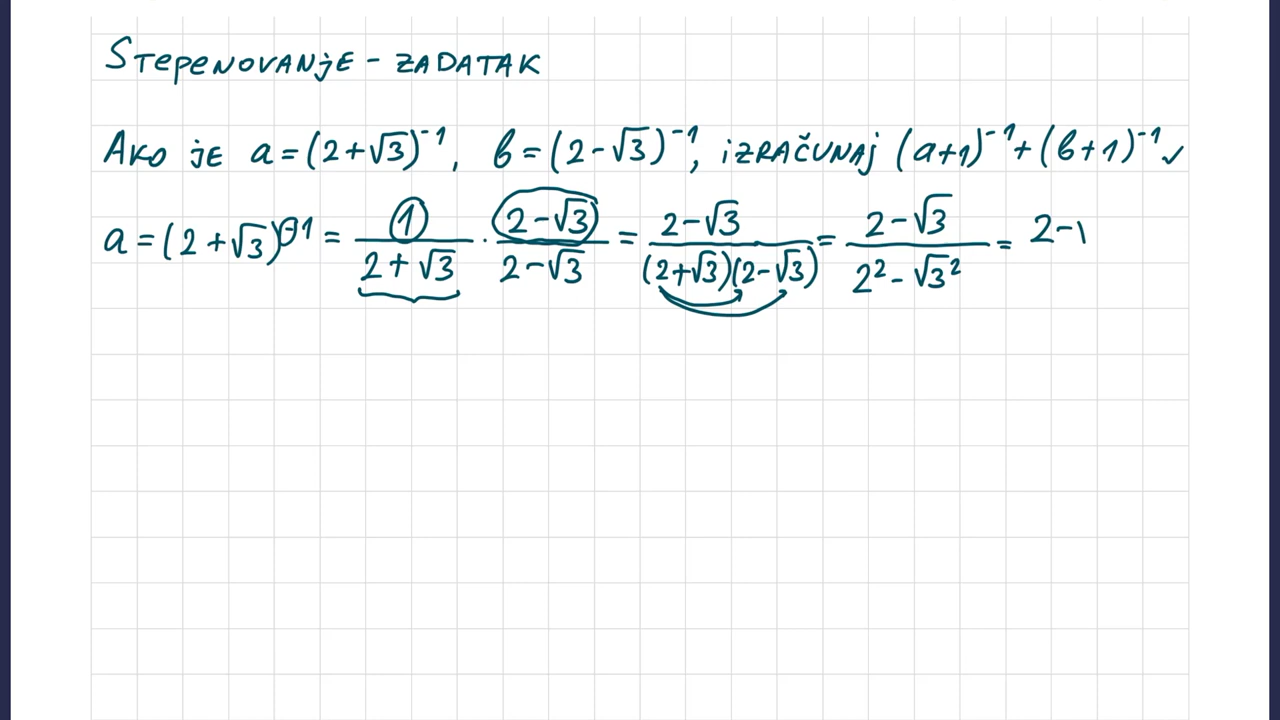 Stepenovanje - zadatak
Ako je a = (2+√3)⁻¹, b = (2-√3)⁻¹, izračunaj (a+1)⁻¹ + (b+1)⁻¹ ✓
a = (2+√3)⁻¹ = 1/(2+√3) · (2-√3)/(2-√3) = (2-√3)/((2+√3)(2-√3)) = (2-√3)/(2² - √3²) = 2-